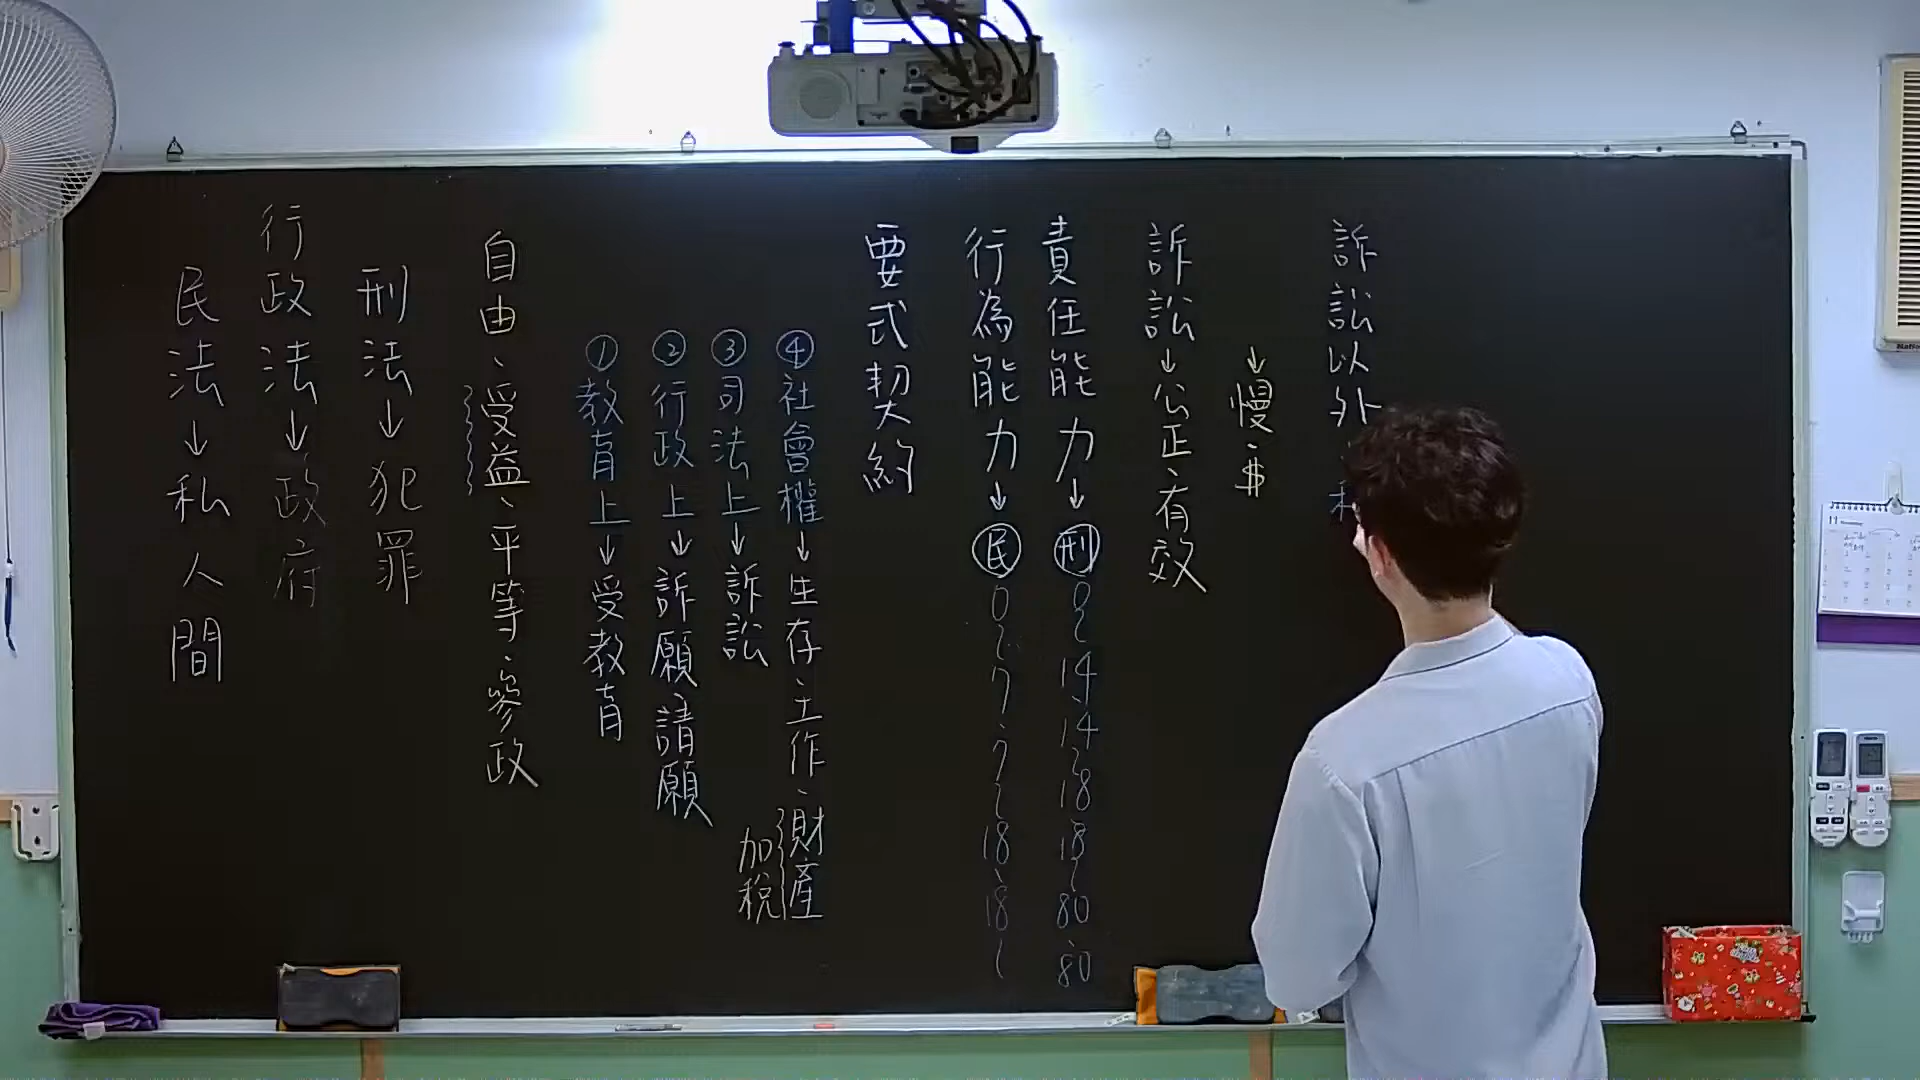 訴訟以外
↓慢、$
訴訟↓公正、有效
責任能力↓刑 0~14、14~18、18~80、80
行為能力↓民 0~7、7~18、18~
要式契約
④社會權↓生存、工作、財產
加稅
③司法上↓訴訟
②行政上↓訴願、請願
①教育上↓受教育
自由、受益、平等、參政
刑法↓犯罪
行政法↓政府
民法↓私人間